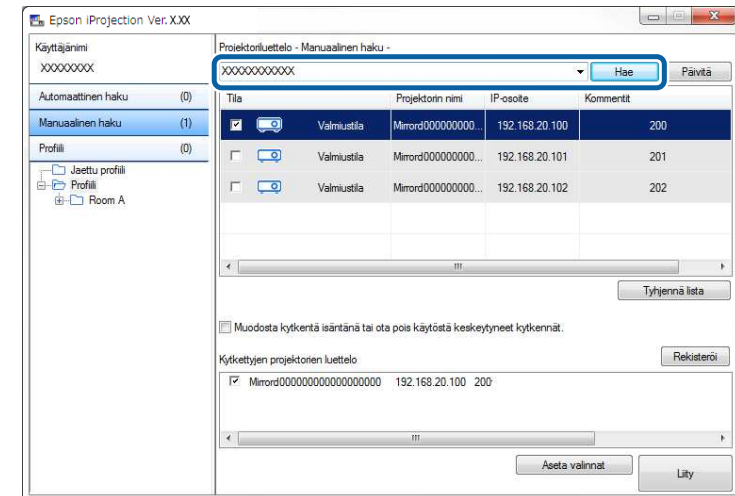 Epson iProjection Ver. X.XX
Käyttäjänimi
XXXXXXXX
Automaattinen haku (0)
Manuaalinen haku (1)
Profiili (0)
Jaettu profiili
Profiili
Room A
Projektoriluettelo - Manuaalinen haku -
XXXXXXXXXXX Hae Päivitä
Tila Projektorin nimi IP-osoite Kommentit
Valmiustila Mirrord000000000... 192.168.20.100 200
Valmiustila Mirrord000000000... 192.168.20.101 201
Valmiustila Mirrord000000000... 192.168.20.102 202
Tyhjennä lista
Muodosta kytkentä isäntänä tai ota pois käytöstä keskeytyneet kytkennät.
Kytkettyjen projektorien luettelo Rekisteröi
Mirrord000000000000000000 192.168.20.100 200
Aseta valinnat Liity